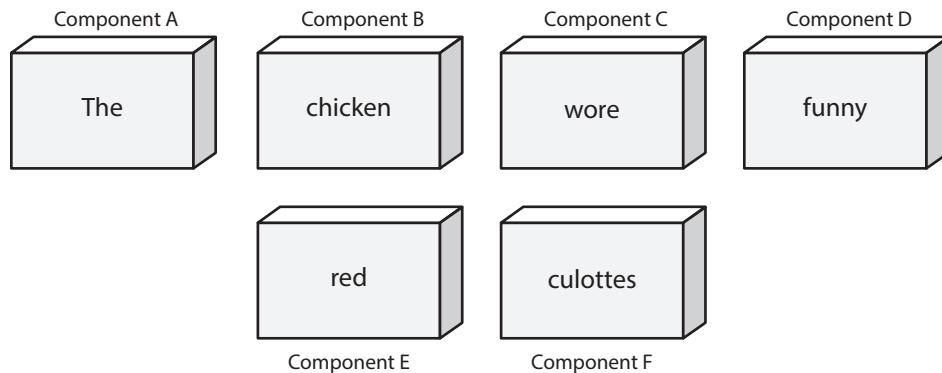 Component A Component B Component C Component D
The chicken wore funny
red culottes
Component E Component F